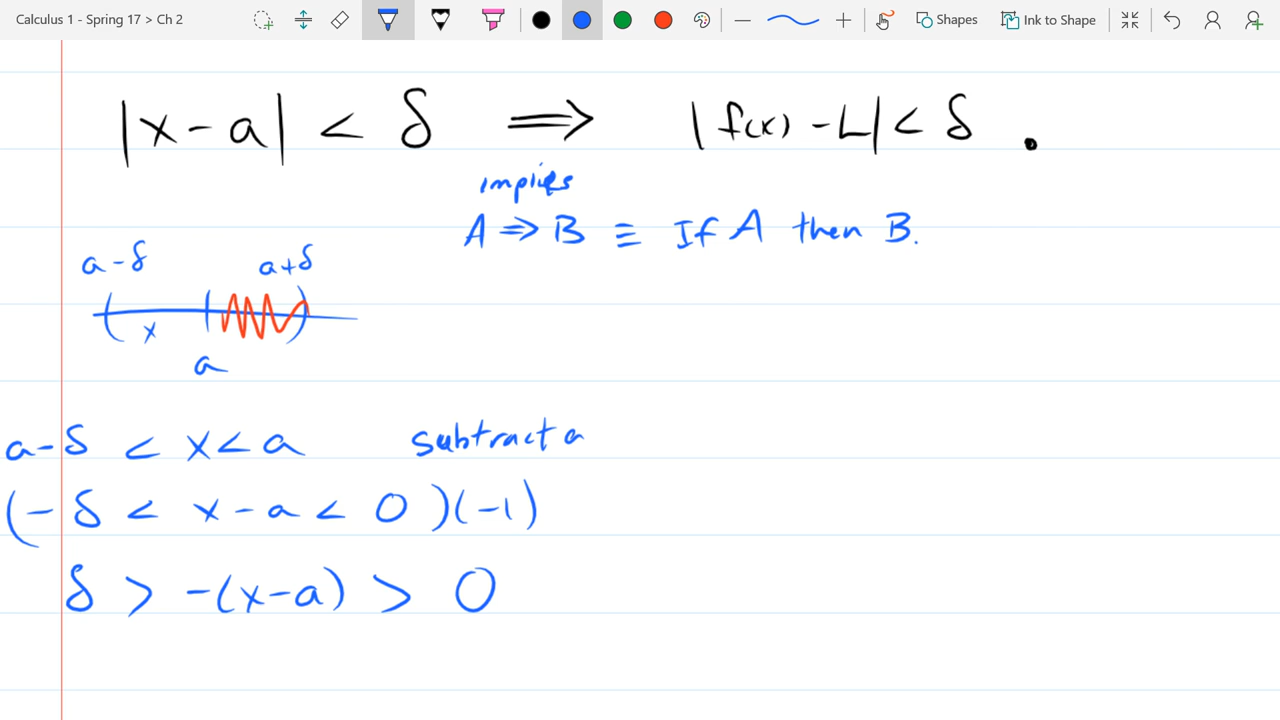 Calculus 1 - Spring 17 > Ch 2 Shapes Ink to Shape
|x - a| < δ ⟹ |f(x) - L| < δ .
implies
A ⟹ B ≡ If A then B.
a - δ a + δ
( x | )
a
a - δ < x < a subtract a
(- δ < x - a < 0 )(-1)
δ > -(x-a) > 0